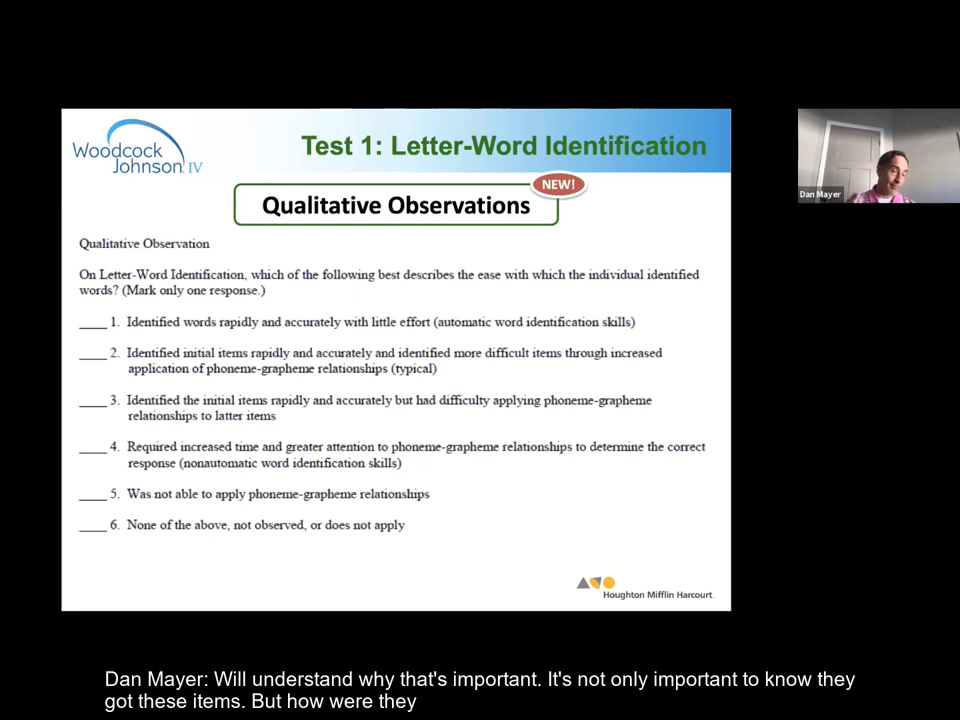 Woodcock
Johnson IV
Test 1: Letter-Word Identification
NEW!
Qualitative Observations
Qualitative Observation
On Letter-Word Identification, which of the following best describes the ease with which the individual identified
words? (Mark only one response.)
____ 1. Identified words rapidly and accurately with little effort (automatic word identification skills)
____ 2. Identified initial items rapidly and accurately and identified more difficult items through increased
application of phoneme-grapheme relationships (typical)
____ 3. Identified the initial items rapidly and accurately but had difficulty applying phoneme-grapheme
relationships to latter items
____ 4. Required increased time and greater attention to phoneme-grapheme relationships to determine the correct
response (nonautomatic word identification skills)
____ 5. Was not able to apply phoneme-grapheme relationships
____ 6. None of the above, not observed, or does not apply
Houghton Mifflin Harcourt.
Dan Mayer
Dan Mayer: Will understand why that's important. It's not only important to know they
got these items. But how were they